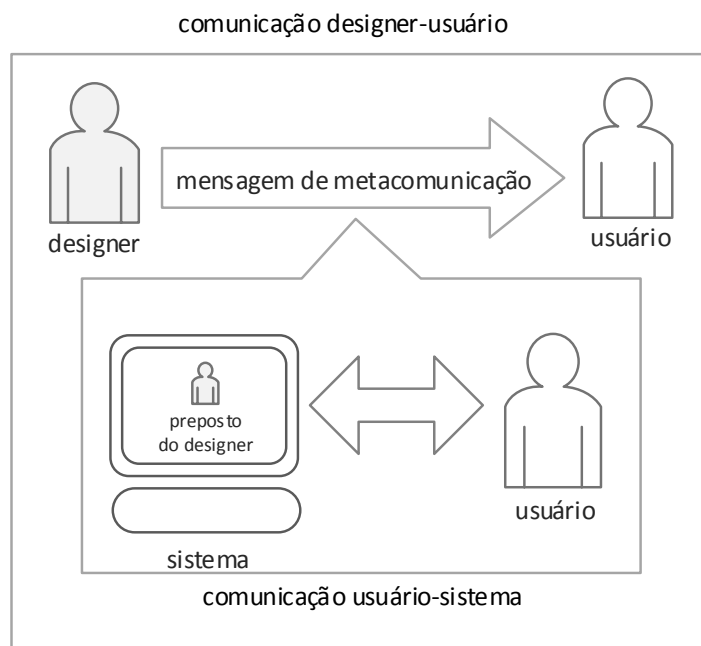 comunicação designer-usuário
mensagem de metacomunicação
designer
usuário
preposto
do designer
usuário
sistema
comunicação usuário-sistema